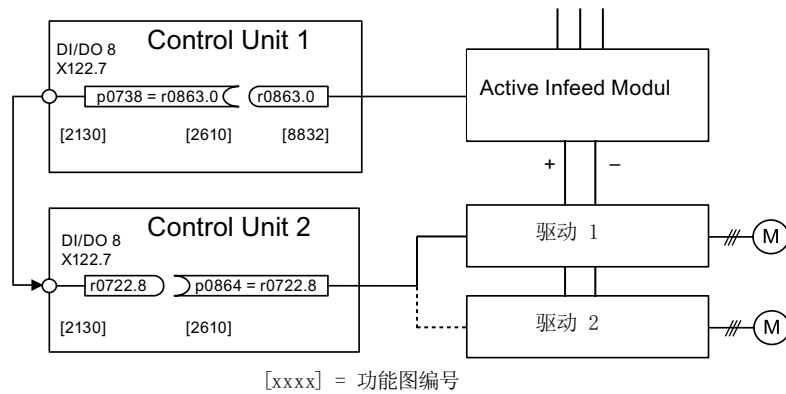 Control Unit 1
DI/DO 8
X122.7
p0738 = r0863.0
r0863.0
[2130]
[2610]
[8832]
Active Infeed Modul
+
−
Control Unit 2
DI/DO 8
X122.7
r0722.8
p0864 = r0722.8
[2130]
[2610]
驱动 1
M
驱动 2
M
[xxxx] = 功能图编号